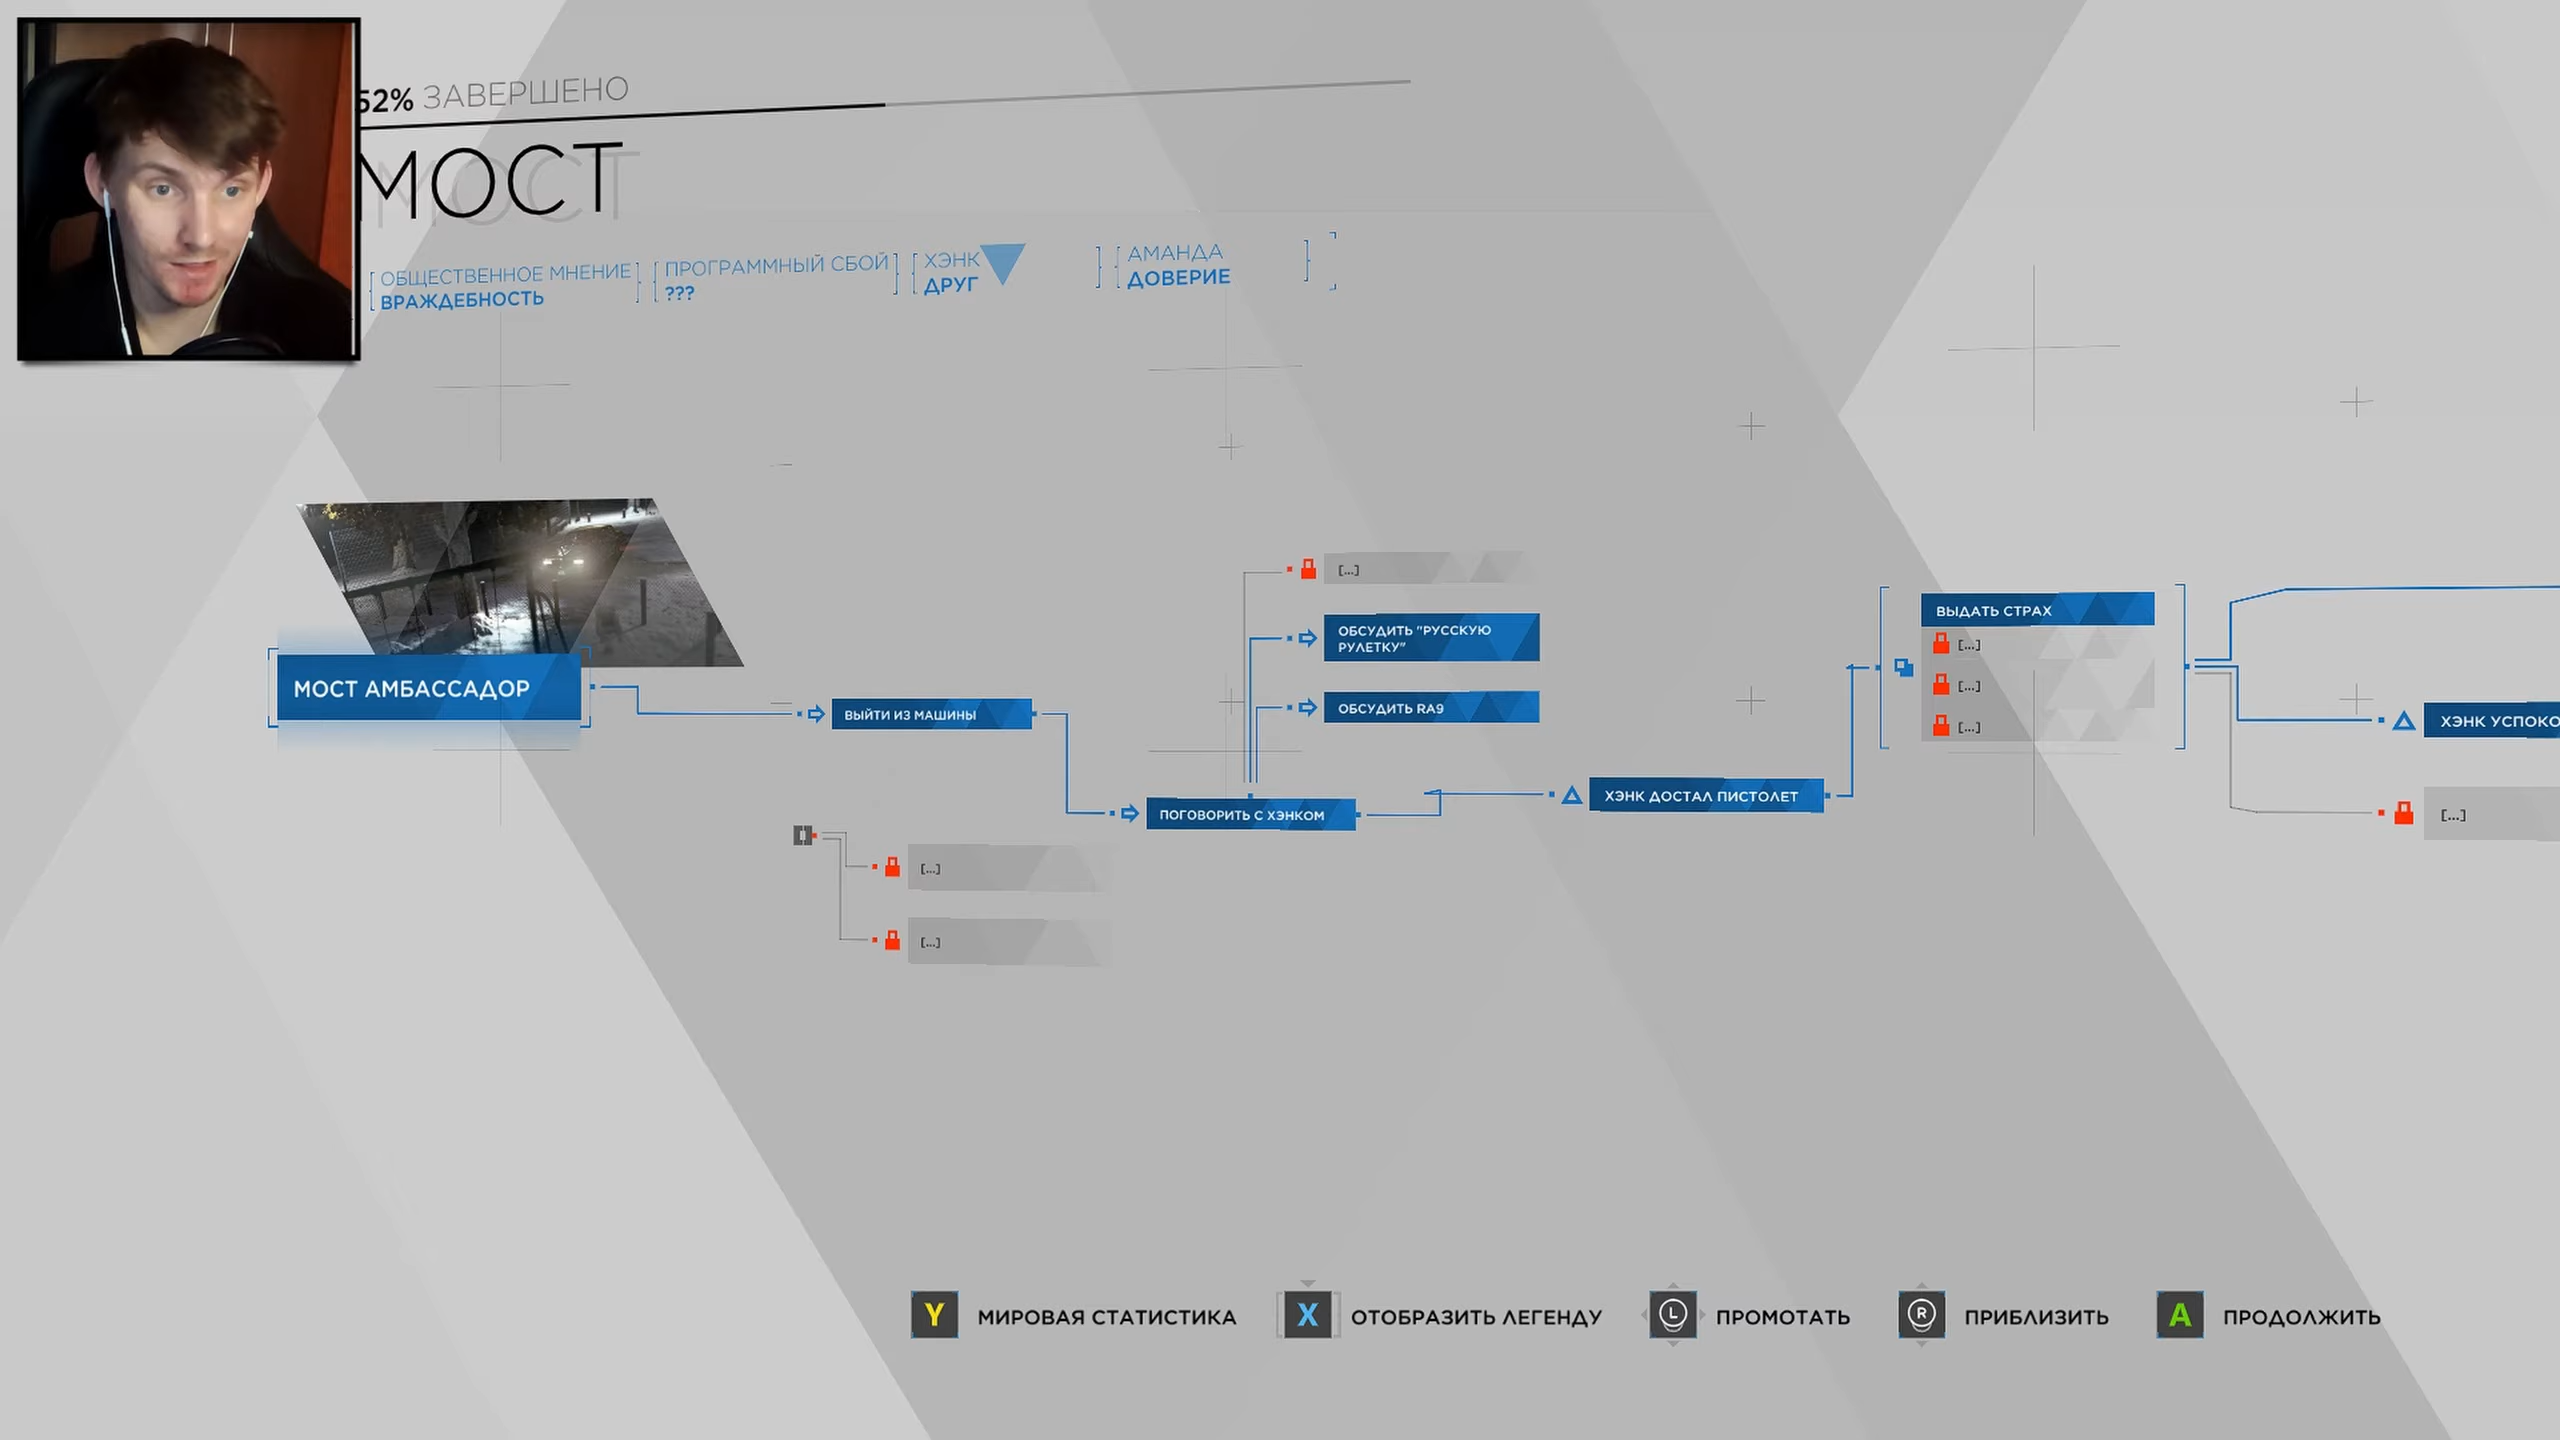 52% ЗАВЕРШЕНО
МОСТ
ОБЩЕСТВЕННОЕ МНЕНИЕ
ВРАЖДЕБНОСТЬ
ПРОГРАММНЫЙ СБОЙ
???
ХЭНК
ДРУГ
АМАНДА
ДОВЕРИЕ
[...]
ОБСУДИТЬ "РУССКУЮ
РУЛЕТКУ"
ОБСУДИТЬ RA9
МОСТ АМБАССАДОР
ВЫЙТИ ИЗ МАШИНЫ
ПОГОВОРИТЬ С ХЭНКОМ
ХЭНК ДОСТАЛ ПИСТОЛЕТ
ВЫДАТЬ СТРАХ
[...]
[...]
[...]
ХЭНК УСПОКО
[...]
[...]
[...]
Y МИРОВАЯ СТАТИСТИКА
X ОТОБРАЗИТЬ ЛЕГЕНДУ
L ПРОМОТАТЬ
R ПРИБЛИЗИТЬ
A ПРОДОЛЖИТЬ